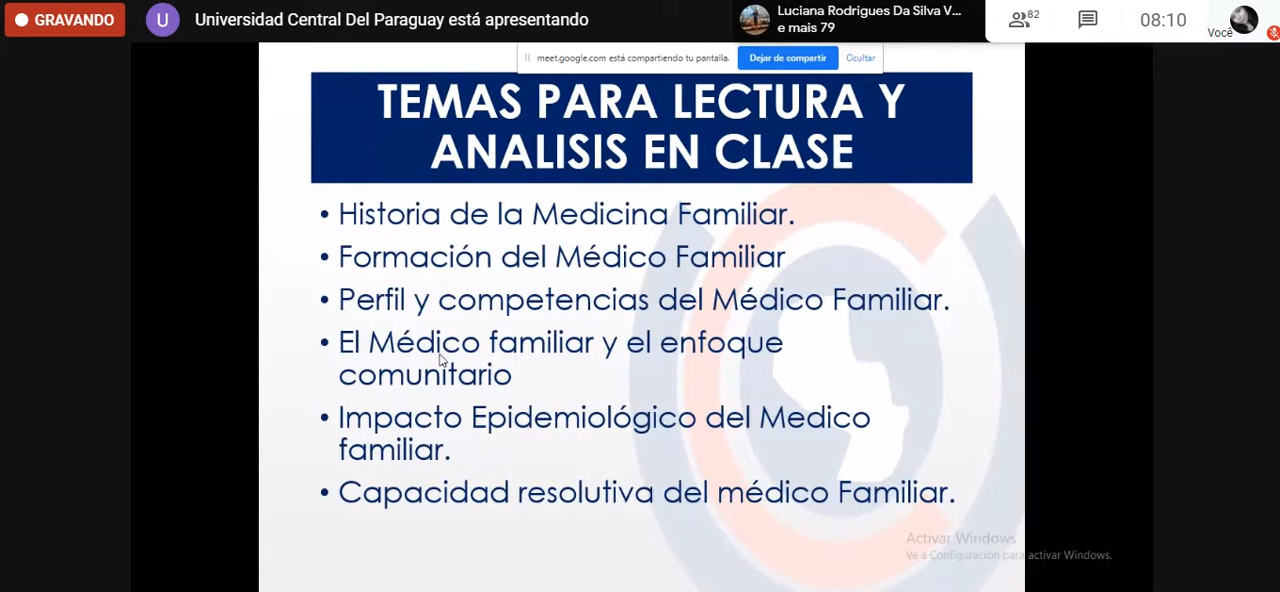 GRAVANDO
U
Universidad Central Del Paraguay está apresentando
Luciana Rodrigues Da Silva V...
e mais 79
82
08:10
Você
meet.google.com está compartiendo tu pantalla.
Dejar de compartir
Ocultar
TEMAS PARA LECTURA Y
ANALISIS EN CLASE
• Historia de la Medicina Familiar.
• Formación del Médico Familiar
• Perfil y competencias del Médico Familiar.
• El Médico familiar y el enfoque
comunitario
• Impacto Epidemiológico del Medico
familiar.
• Capacidad resolutiva del médico Familiar.
Activar Windows
Ve a Configuración para activar Windows.